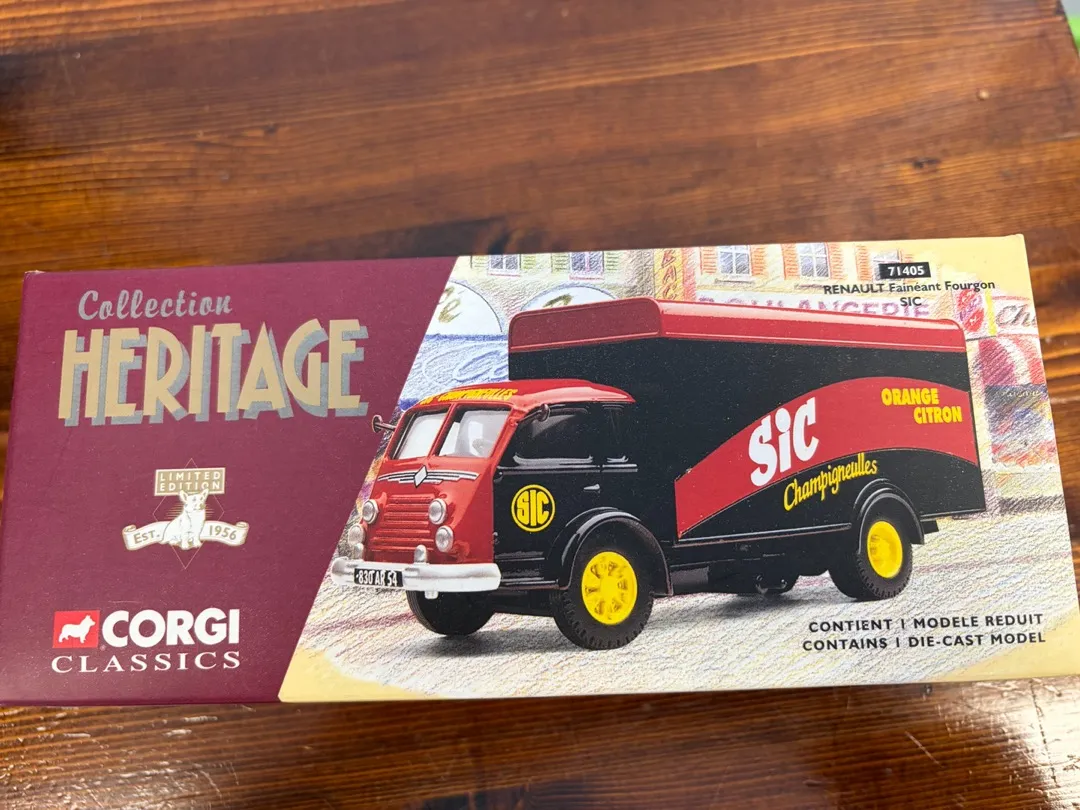 Collection
HERITAGE
LIMITED
EDITION
EST. 1956
CORGI
CLASSICS
71405
RENAULT Fainéant Fourgon
SIC
BOULANGERIE
CHAMPIGNEULLES
SIC
830 AR 54
SiC
Champigneulles
ORANGE
CITRON
CONTIENT 1 MODELE REDUIT
CONTAINS 1 DIE-CAST MODEL